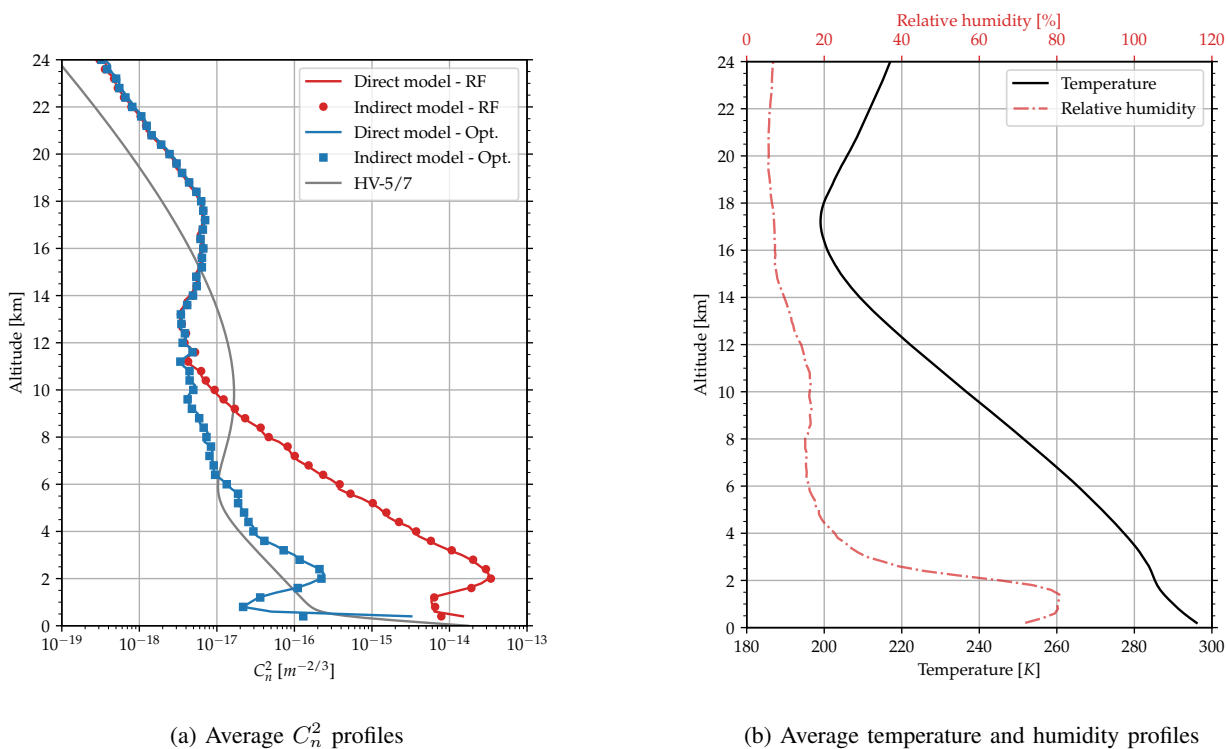 24
22
20
18
16
14
12
10
8
6
4
2
0
Altitude [km]
10−19 10−18 10−17 10−16 10−15 10−14 10−13
C2n [m−2/3]
Direct model - RF
Indirect model - RF
Direct model - Opt.
Indirect model - Opt.
HV-5/7
(a) Average C2n profiles
Relative humidity [%]
0 20 40 60 80 100 120
24
22
20
18
16
14
12
10
8
6
4
2
0
Altitude [km]
Temperature
Relative humidity
180 200 220 240 260 280 300
Temperature [K]
(b) Average temperature and humidity profiles